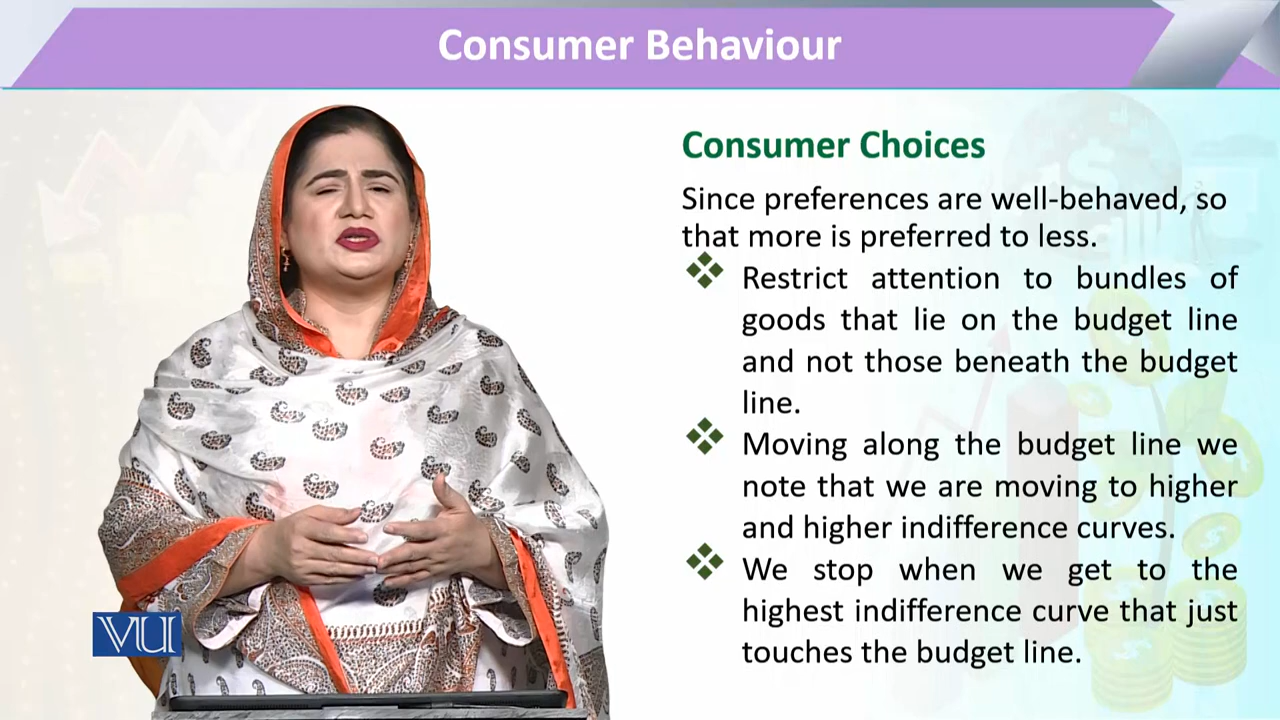 Consumer Behaviour
Consumer Choices
Since preferences are well-behaved, so
that more is preferred to less.
Restrict attention to bundles of
goods that lie on the budget line
and not those beneath the budget
line.
Moving along the budget line we
note that we are moving to higher
and higher indifference curves.
We stop when we get to the
highest indifference curve that just
touches the budget line.
VU